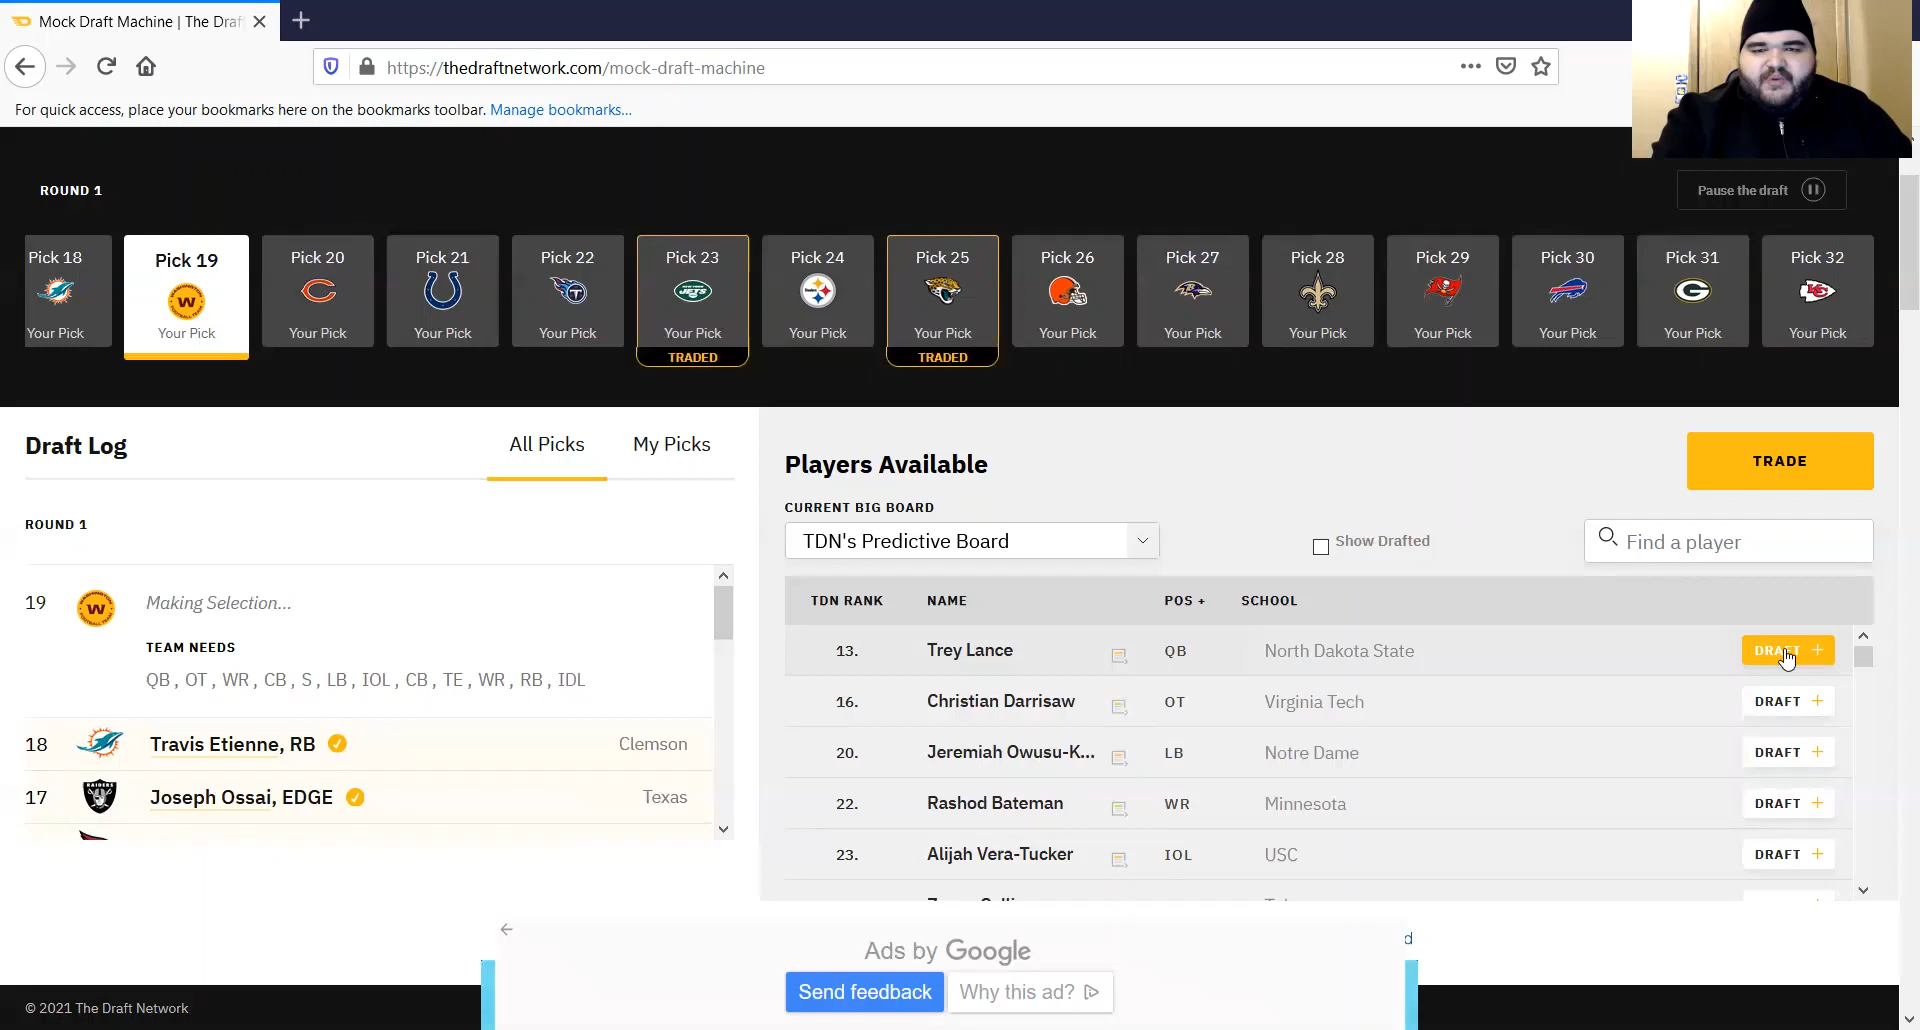 Mock Draft Machine | The Draf
https://thedraftnetwork.com/mock-draft-machine
For quick access, place your bookmarks here on the bookmarks toolbar. Manage bookmarks...
ROUND 1
Pause the draft
Pick 18
Your Pick
Pick 19
Your Pick
Pick 20
Your Pick
Pick 21
Your Pick
Pick 22
Your Pick
Pick 23
Your Pick
TRADED
Pick 24
Your Pick
Pick 25
Your Pick
TRADED
Pick 26
Your Pick
Pick 27
Your Pick
Pick 28
Your Pick
Pick 29
Your Pick
Pick 30
Your Pick
Pick 31
Your Pick
Pick 32
Your Pick
Draft Log
All Picks
My Picks
ROUND 1
19
Making Selection...
TEAM NEEDS
QB , OT , WR , CB , S , LB , IOL , CB , TE , WR , RB , IDL
18 Travis Etienne, RB Clemson
17 Joseph Ossai, EDGE Texas
Players Available
TRADE
CURRENT BIG BOARD
TDN's Predictive Board
Show Drafted
Find a player
TDN RANK NAME POS + SCHOOL
13. Trey Lance QB North Dakota State DRAFT +
16. Christian Darrisaw OT Virginia Tech DRAFT +
20. Jeremiah Owusu-K... LB Notre Dame DRAFT +
22. Rashod Bateman WR Minnesota DRAFT +
23. Alijah Vera-Tucker IOL USC DRAFT +
Ads by Google
Send feedback
Why this ad?
d
© 2021 The Draft Network